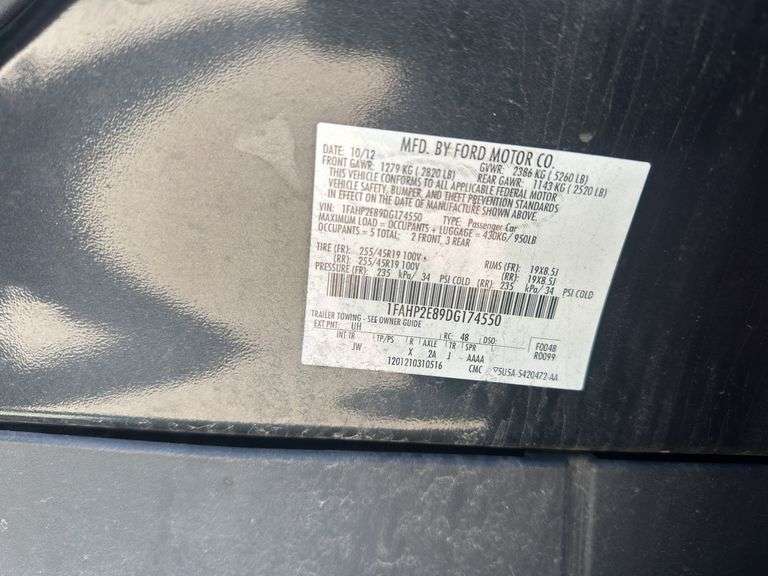 MFD. BY FORD MOTOR CO.
DATE: 10/12 GVWR: 2386 KG ( 5260 LB)
FRONT GAWR: 1279 KG ( 2820 LB) REAR GAWR: 1143 KG ( 2520 LB)
THIS VEHICLE CONFORMS TO ALL APPLICABLE FEDERAL MOTOR
VEHICLE SAFETY, BUMPER, AND THEFT PREVENTION STANDARDS
IN EFFECT ON THE DATE OF MANUFACTURE SHOWN ABOVE.
VIN: 1FAHP2E89DG174550 TYPE: Passenger Car
MAXIMUM LOAD = OCCUPANTS + LUGGAGE = 430KG/ 950LB
OCCUPANTS = 5 TOTAL: 2 FRONT, 3 REAR
TIRE (FR): 255/45R19 100V RIMS (FR): 19X8.5J
(RR): 255/45R19 100V (RR): 19X8.5J
PRESSURE (FR): 235 kPa/ 34 PSI COLD (RR): 235 kPa/ 34 PSI COLD
1FAHP2E89DG174550
TRAILER TOWING - SEE OWNER GUIDE
EXT PNT: UH RC: 48 DSO: F0048
INT TR TP/PS R AXLE TR SPR R0099
JW X 2A J AAAA
1201210310516 CMC 5U5A-5420472-AA